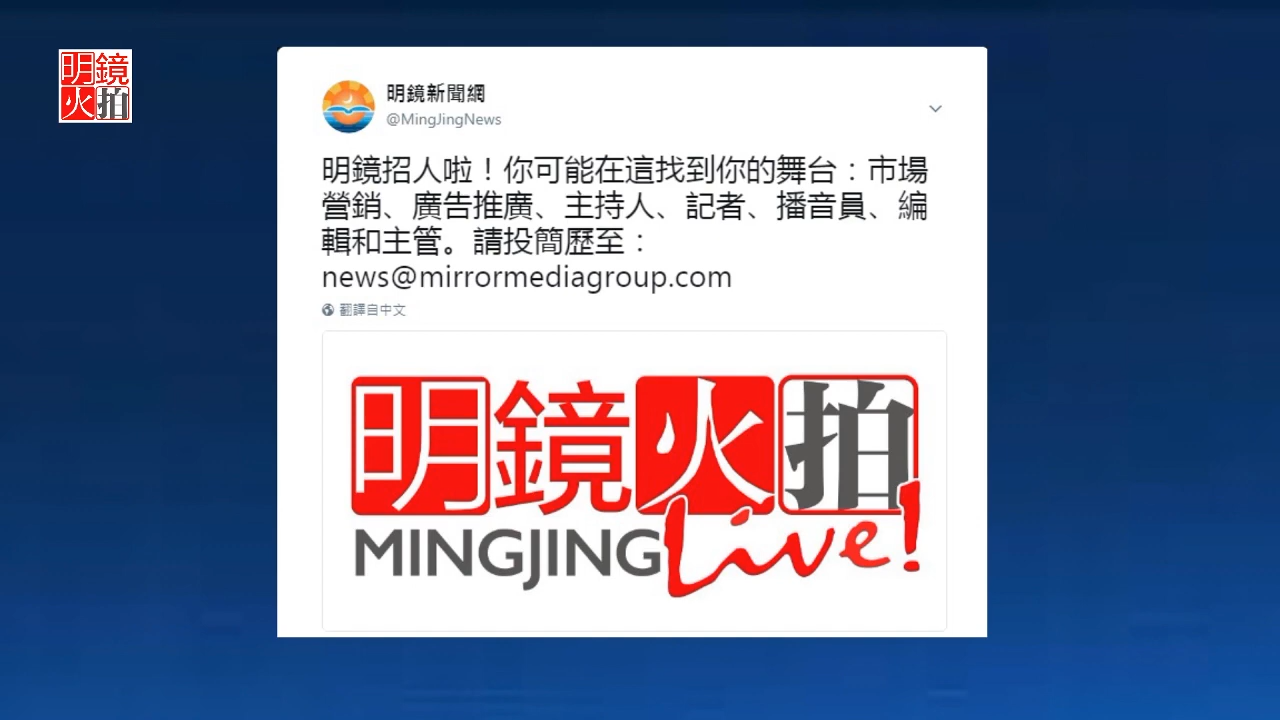 明鏡
火拍
明鏡新聞網
@MingJingNews
明鏡招人啦！你可能在這找到你的舞台：市場
營銷、廣告推廣、主持人、記者、播音員、編
輯和主管。請投簡歷至：
news@mirrormediagroup.com
翻譯自中文
明鏡火拍
MINGJING Live!